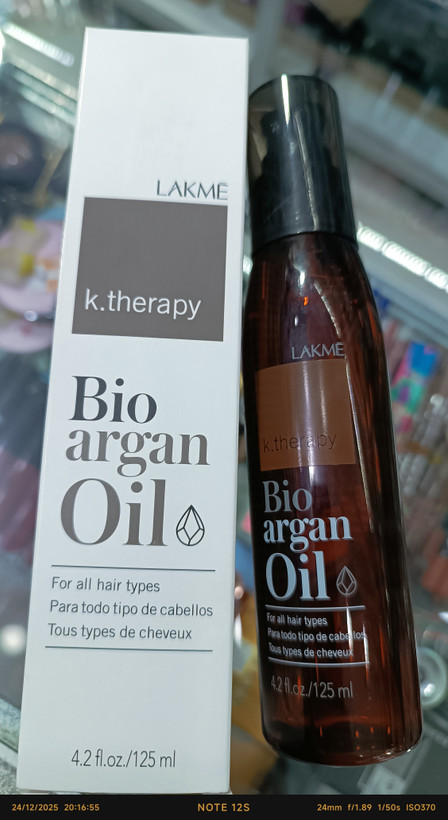 LAKMĒ
k.therapy
Bio
argan
Oil
For all hair types
Para todo tipo de cabellos
Tous types de cheveux
4.2 fl.oz./125 ml
LAKMĒ
k.therapy
Bio
argan
Oil
For all hair types
Para todo tipo de cabellos
Tous types de cheveux
4.2 fl.oz./125 ml
24/12/2025 20:16:55 NOTE 12S 24mm f/1.89 1/50s ISO370